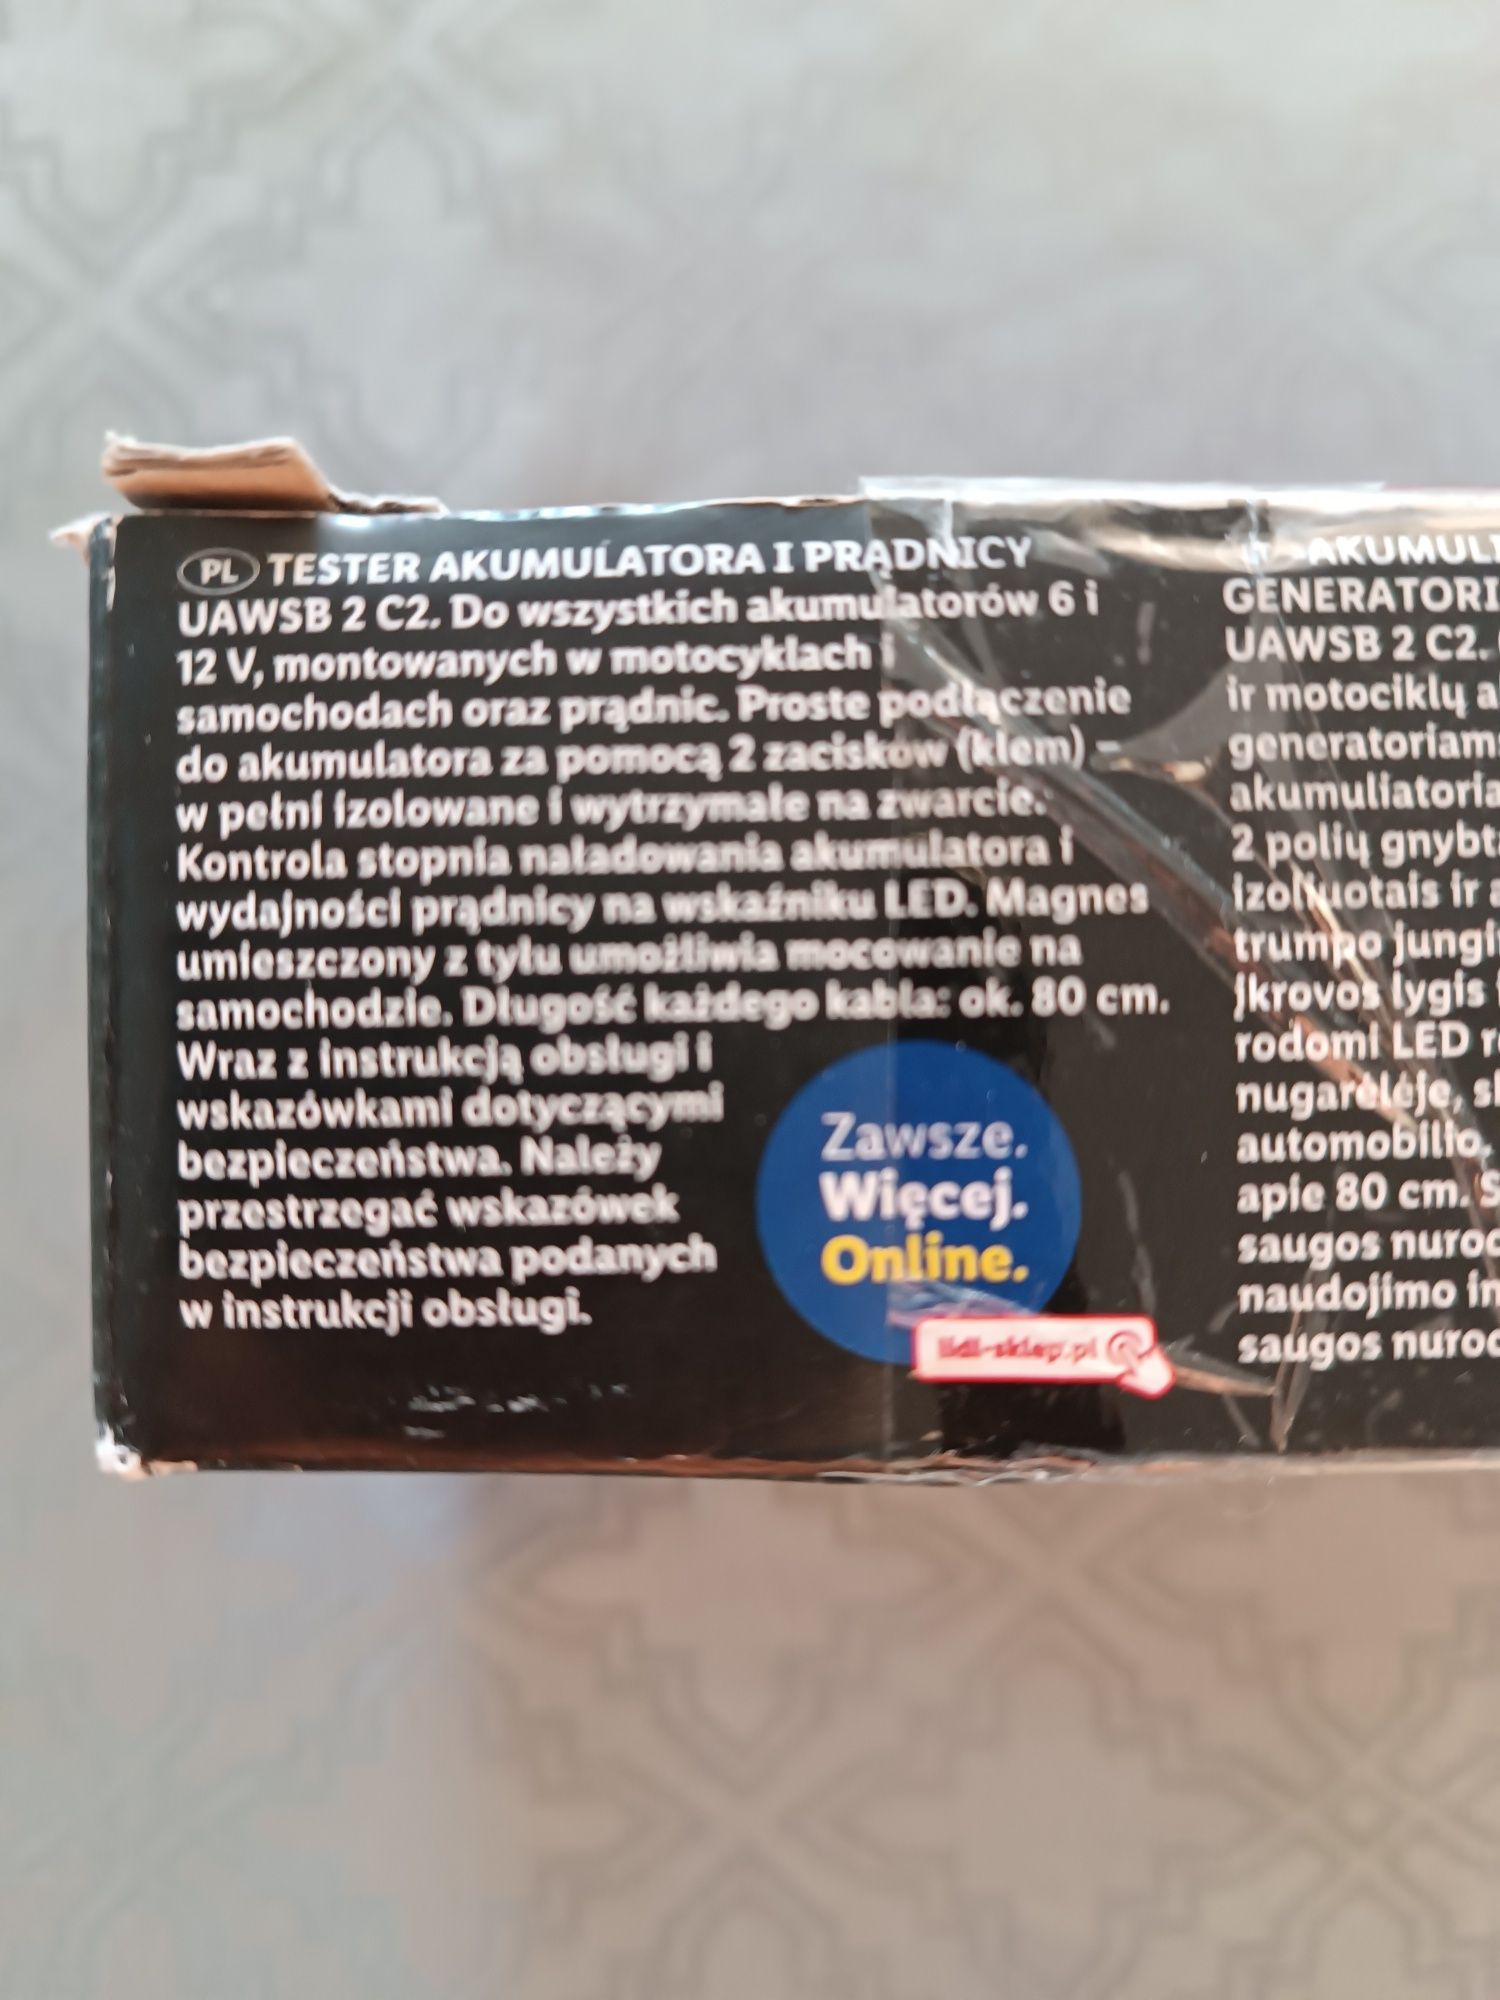 PL TESTER AKUMULATORA I PRĄDNICY
UAWSB 2 C2. Do wszystkich akumulatorów 6 i
12 V, montowanych w motocyklach i
samochodach oraz prądnic. Proste podłączenie
do akumulatora za pomocą 2 zacisków (klem) –
w pełni izolowane i wytrzymałe na zwarcie.
Kontrola stopnia naładowania akumulatora i
wydajności prądnicy na wskaźniku LED. Magnes
umieszczony z tyłu umożliwia mocowanie na
samochodzie. Długość każdego kabla: ok. 80 cm.
Wraz z instrukcją obsługi i
wskazówkami dotyczącymi
bezpieczeństwa. Należy
przestrzegać wskazówek
bezpieczeństwa podanych
w instrukcji obsługi.
Zawsze.
Więcej.
Online.
lidl-sklep.pl
GENERATORI
UAWSB 2 C2.
ir motociklų a
generatoriam
akumuliatoria
2 polių gnybt
izoliuotais ir a
trumpo jungi
įkrovos lygis
rodomi LED r
nugarėlėje, s
automobilio.
apie 80 cm. S
saugos nuro
naudojimo in
saugos nuro